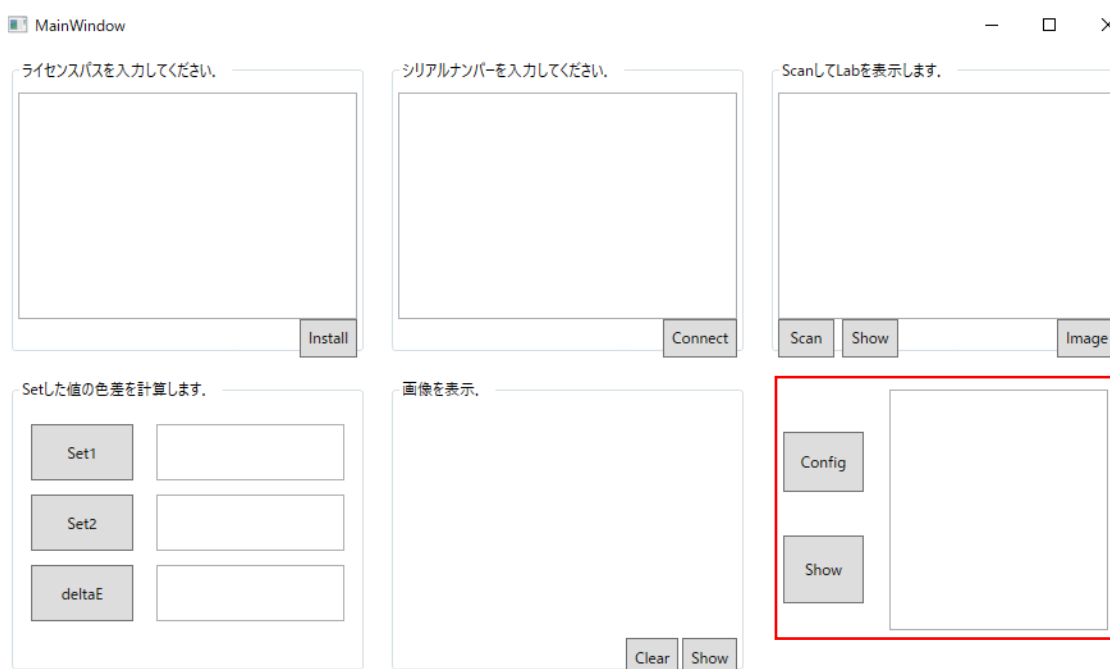 MainWindow
ライセンスパスを入力してください.
シリアルナンバーを入力してください.
ScanしてLabを表示します.
Install
Connect
Scan
Show
Image
Setした値の色差を計算します.
画像を表示.
Set1
Set2
deltaE
Clear
Show
Config
Show